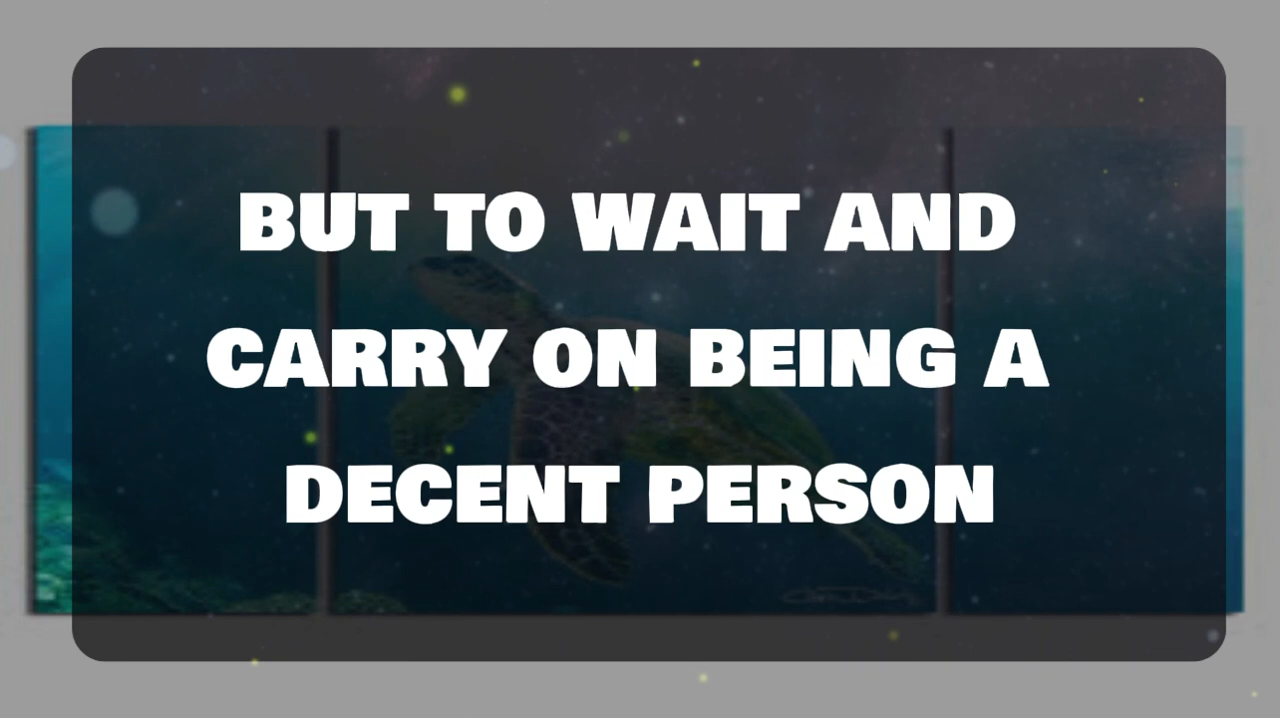 BUT TO WAIT AND
CARRY ON BEING A
DECENT PERSON